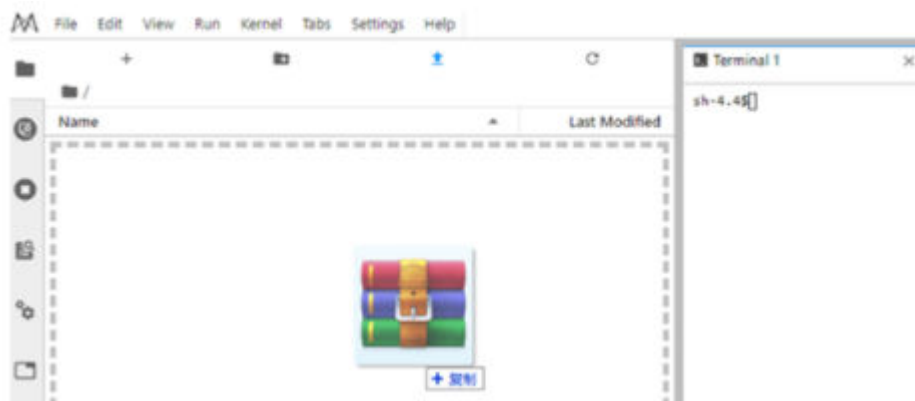 File Edit View Run Kernel Tabs Settings Help
Terminal 1
/
Name Last Modified
sh-4.4$
+ 复制